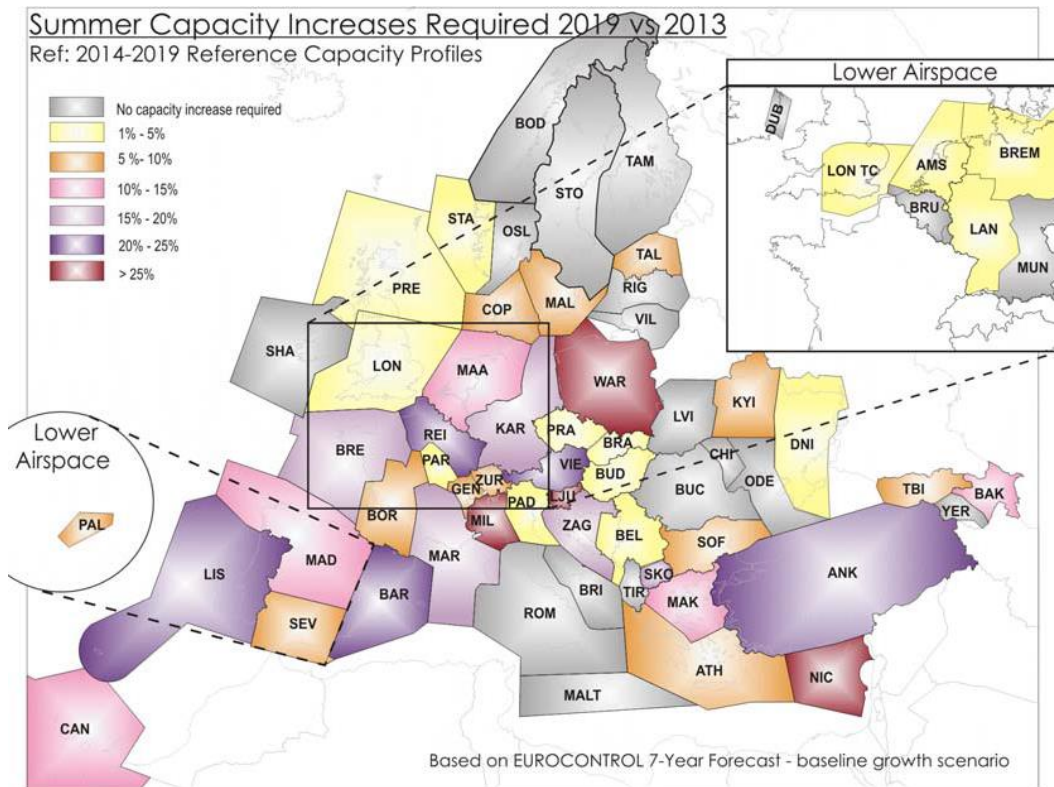 Summer Capacity Increases Required 2019 vs 2013
Ref: 2014-2019 Reference Capacity Profiles
No capacity increase required
1% - 5%
5 %- 10%
10% - 15%
15% - 20%
20% - 25%
> 25%
Lower Airspace
DUB
LON TC
AMS
BREM
BRU
LAN
MUN
BOD
STO
TAM
STA
OSL
PRE
TAL
COP
MAL
RIG
VIL
SHA
LON
MAA
WAR
KAR
LVI
KYI
REI
PRA
BRA
DNI
BRE
PAR
VIE
BUD
CHI
ODE
Lower
Airspace
PAL
GEN
ZUR
PAD
LJU
BUC
TBI
BAK
YER
BOR
MIL
ZAG
BEL
SOF
MAD
MAR
LIS
BAR
BRI
TIR
SKO
MAK
ANK
SEV
ROM
ATH
NIC
MALT
CAN
Based on EUROCONTROL 7-Year Forecast - baseline growth scenario